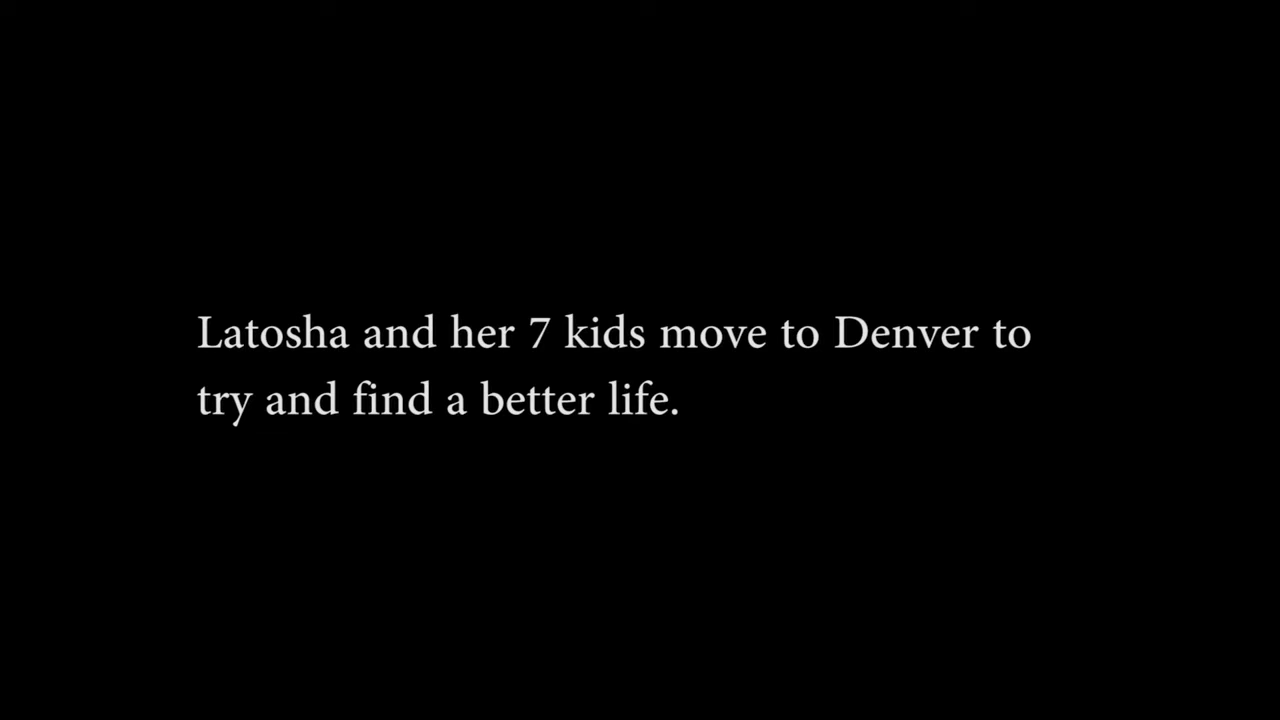 Latosha and her 7 kids move to Denver to
try and find a better life.